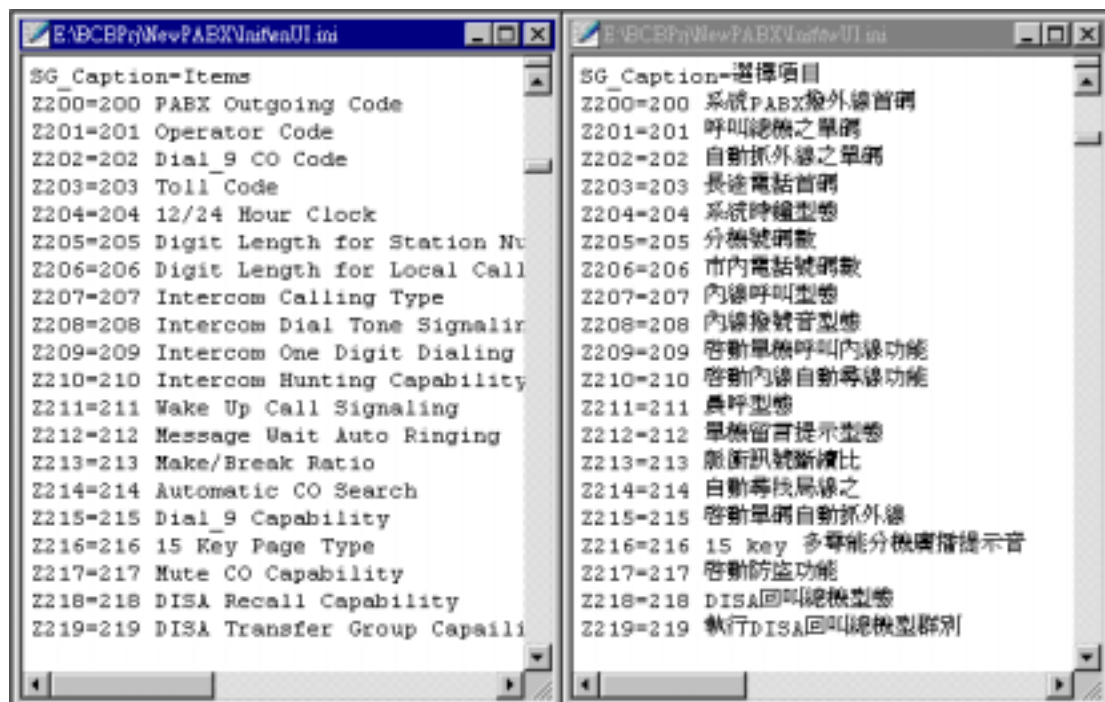 E:\BCBPrj\NewPABX\Init\enUI.ini
SG_Caption=Items
Z200=200 PABX Outgoing Code
Z201=201 Operator Code
Z202=202 Dial_9 CO Code
Z203=203 Toll Code
Z204=204 12/24 Hour Clock
Z205=205 Digit Length for Station Nu
Z206=206 Digit Length for Local Call
Z207=207 Intercom Calling Type
Z208=208 Intercom Dial Tone Signalin
Z209=209 Intercom One Digit Dialing
Z210=210 Intercom Hunting Capability
Z211=211 Wake Up Call Signaling
Z212=212 Message Wait Auto Ringing
Z213=213 Make/Break Ratio
Z214=214 Automatic CO Search
Z215=215 Dial_9 Capability
Z216=216 15 Key Page Type
Z217=217 Mute CO Capability
Z218=218 DISA Recall Capability
Z219=219 DISA Transfer Group Capaili
E:\BCBPrj\NewPABX\Init\twUI.ini
SG_Caption=選擇項目
Z200=200 系統PABX撥外線首碼
Z201=201 呼叫總機之單碼
Z202=202 自動抓外線之單碼
Z203=203 長途電話首碼
Z204=204 系統時鐘型態
Z205=205 分機號碼數
Z206=206 市內電話號碼數
Z207=207 內線呼叫型態
Z208=208 內線撥號音型態
Z209=209 啓動單機呼叫內線功能
Z210=210 啓動內線自動尋線功能
Z211=211 晨呼型態
Z212=212 單機留言提示型態
Z213=213 脈衝訊號斷續比
Z214=214 自動尋找局線之
Z215=215 啓動單碼自動抓外線
Z216=216 15 key 多尋能分機廣播提示音
Z217=217 啓動防盜功能
Z218=218 DISA回叫總機型態
Z219=219 執行DISA回叫總機型群別